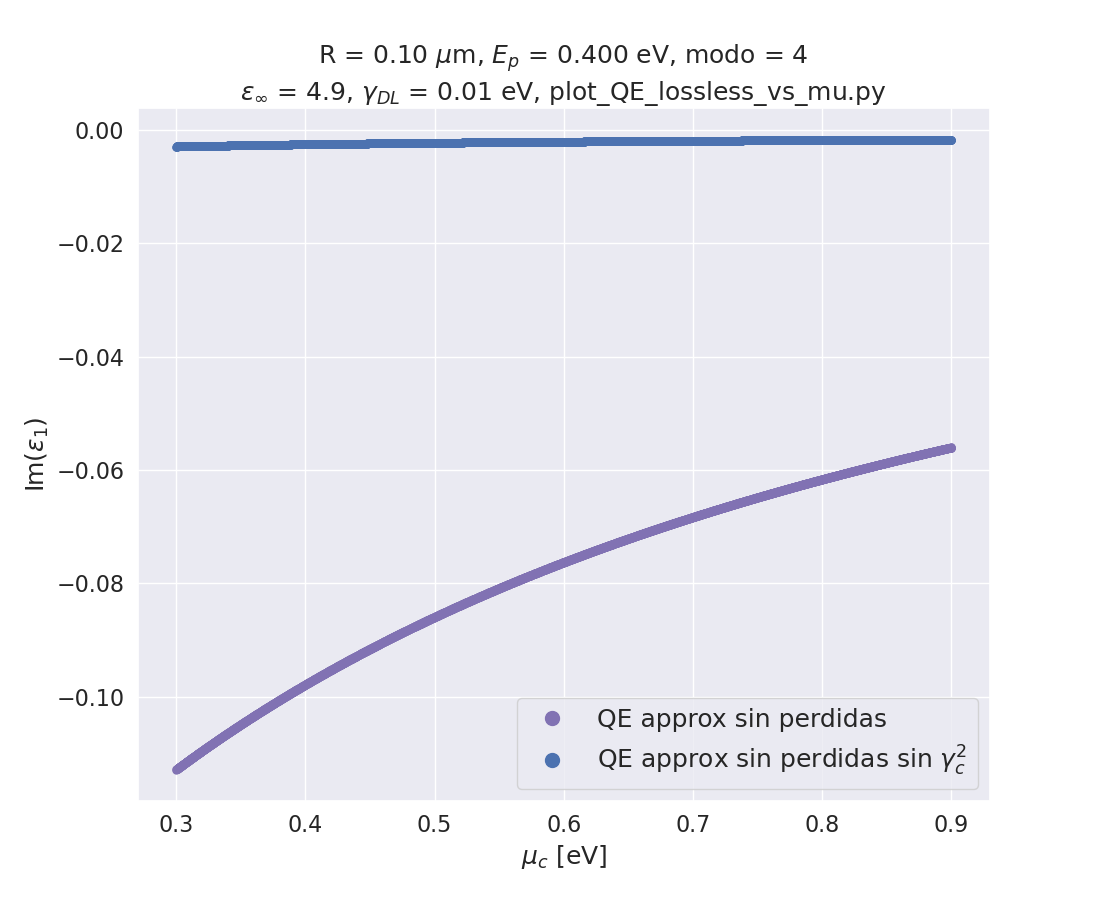 R = 0.10 μm, E_p = 0.400 eV, modo = 4
ε_∞ = 4.9, γ_DL = 0.01 eV, plot_QE_lossless_vs_mu.py
0.00
−0.02
−0.04
−0.06
−0.08
−0.10
Im(ε₁)
QE approx sin perdidas
QE approx sin perdidas sin γ_c^2
0.3 0.4 0.5 0.6 0.7 0.8 0.9
μ_c [eV]